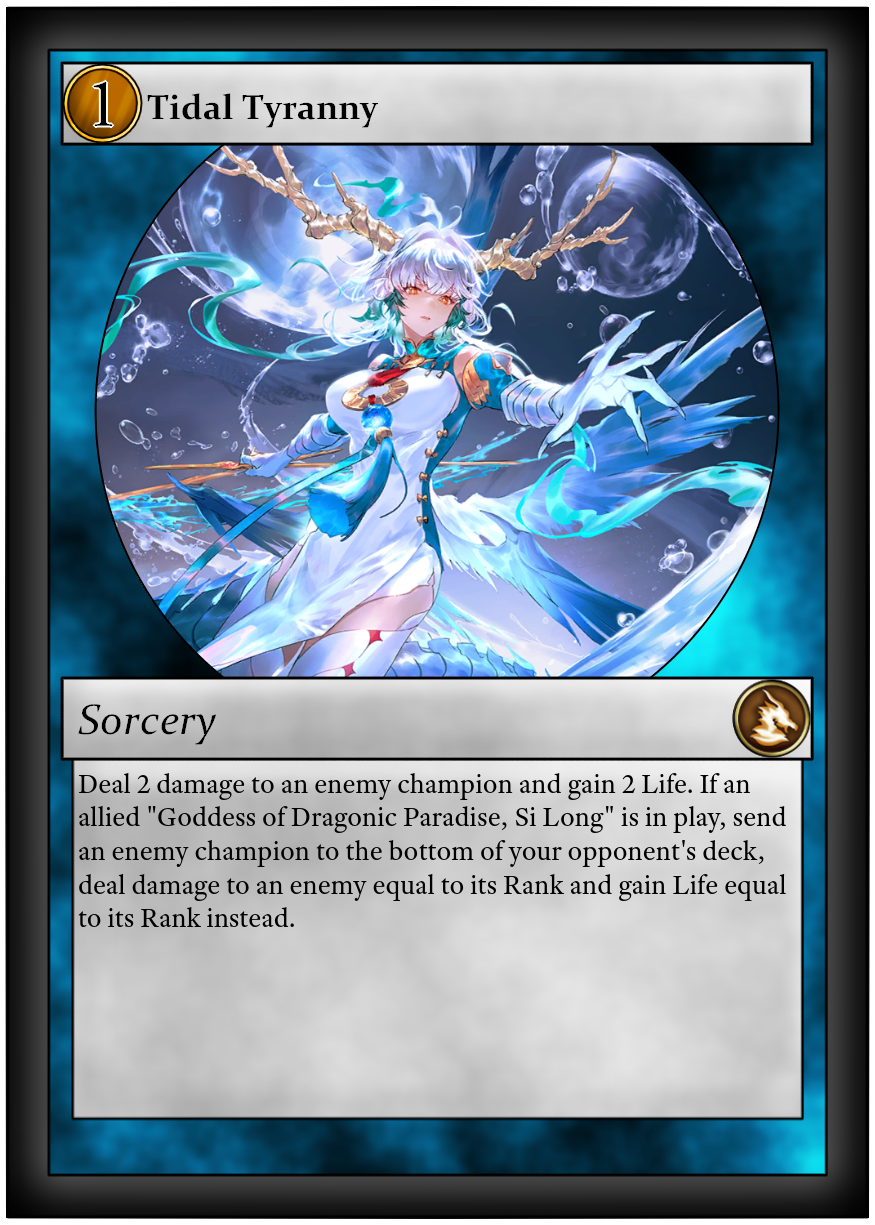 1 Tidal Tyranny
Sorcery
Deal 2 damage to an enemy champion and gain 2 Life. If an
allied "Goddess of Dragonic Paradise, Si Long" is in play, send
an enemy champion to the bottom of your opponent's deck,
deal damage to an enemy equal to its Rank and gain Life equal
to its Rank instead.